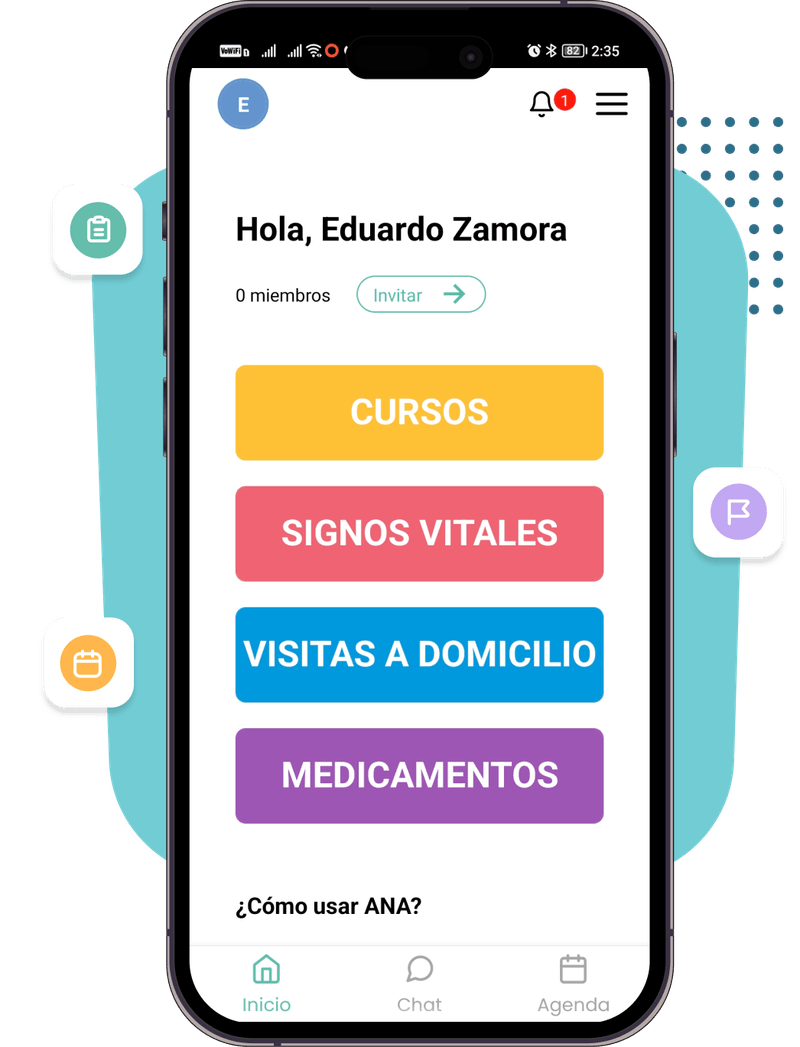 VoWiFi 82 2:35
E 1
Hola, Eduardo Zamora
0 miembros Invitar
CURSOS
SIGNOS VITALES
VISITAS A DOMICILIO
MEDICAMENTOS
¿Cómo usar ANA?
Inicio Chat Agenda